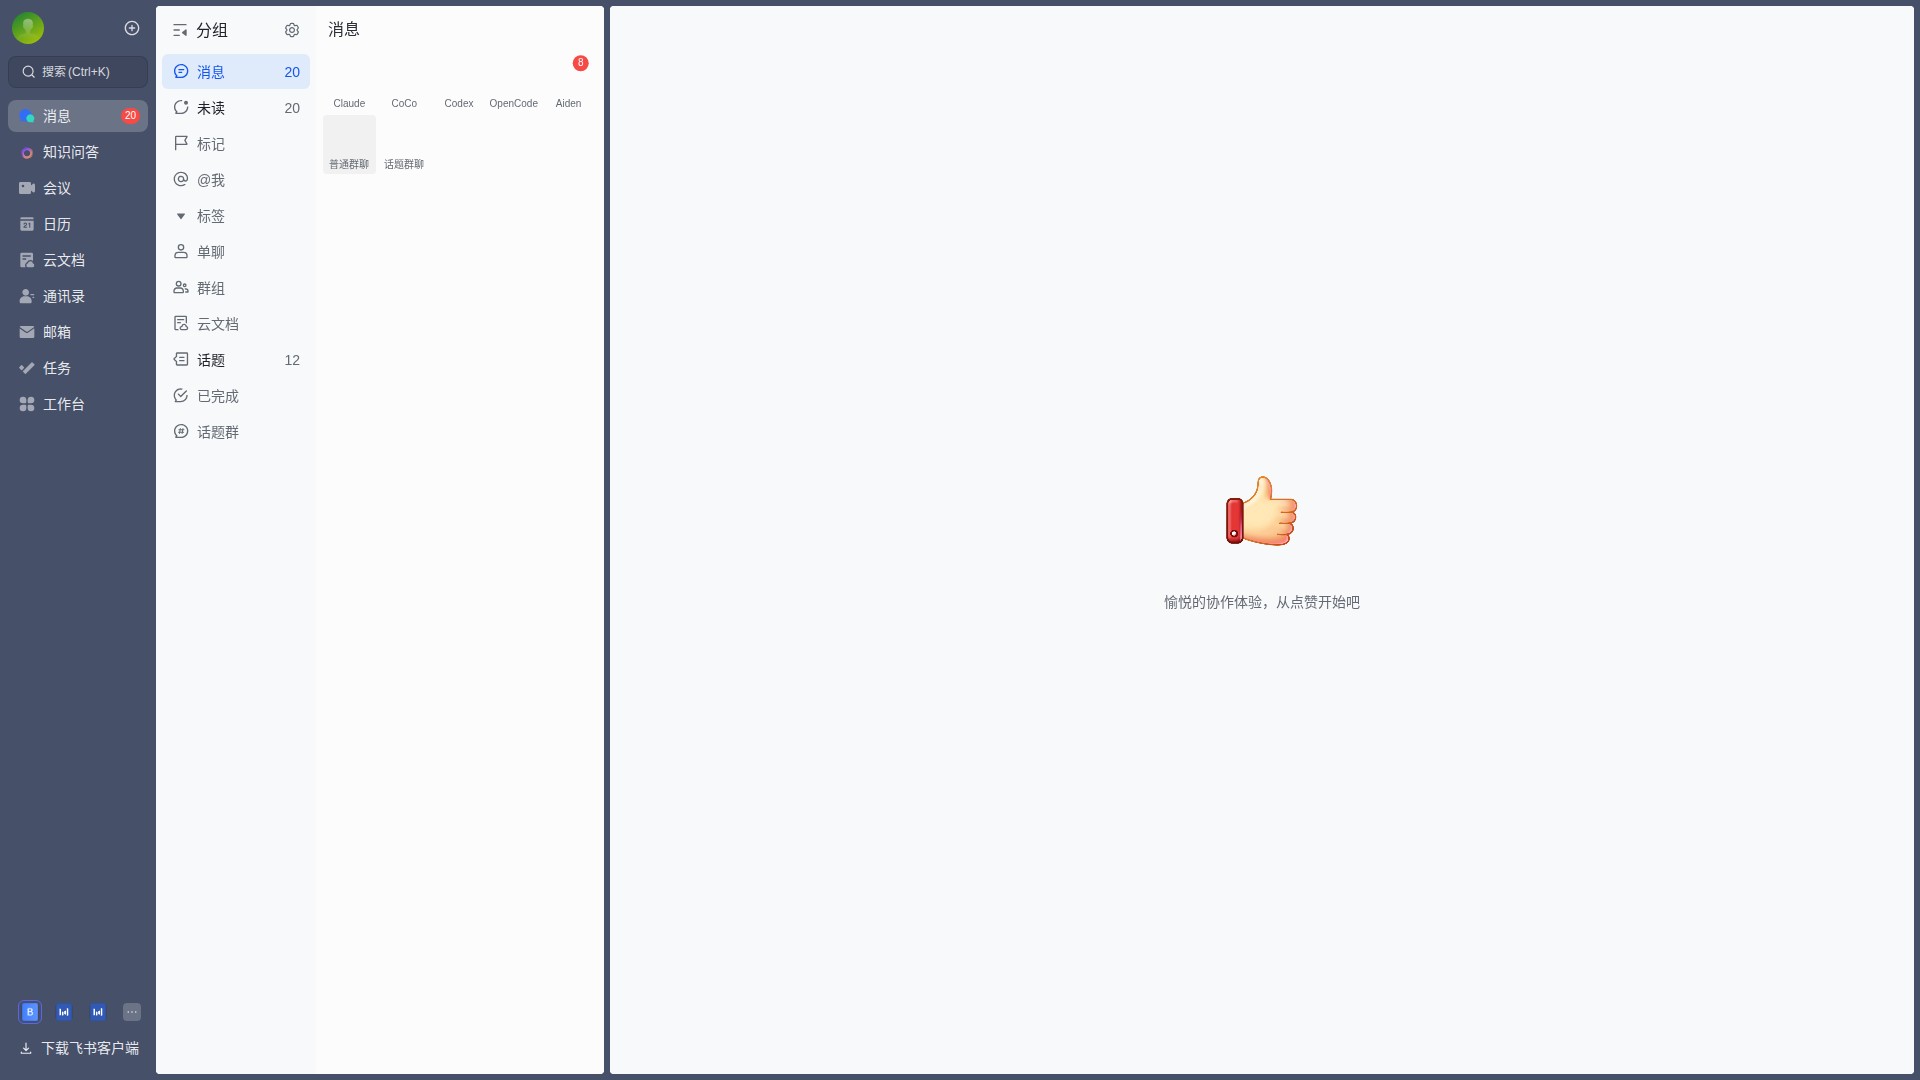 搜索 (Ctrl+K)
消息 20
知识问答
会议
日历
云文档
通讯录
邮箱
任务
工作台
B
下载飞书客户端
分组
消息 20
未读 20
标记
@我
标签
单聊
群组
云文档
话题 12
已完成
话题群
消息
8
Claude CoCo Codex OpenCode Aiden
普通群聊 话题群聊
愉悦的协作体验，从点赞开始吧